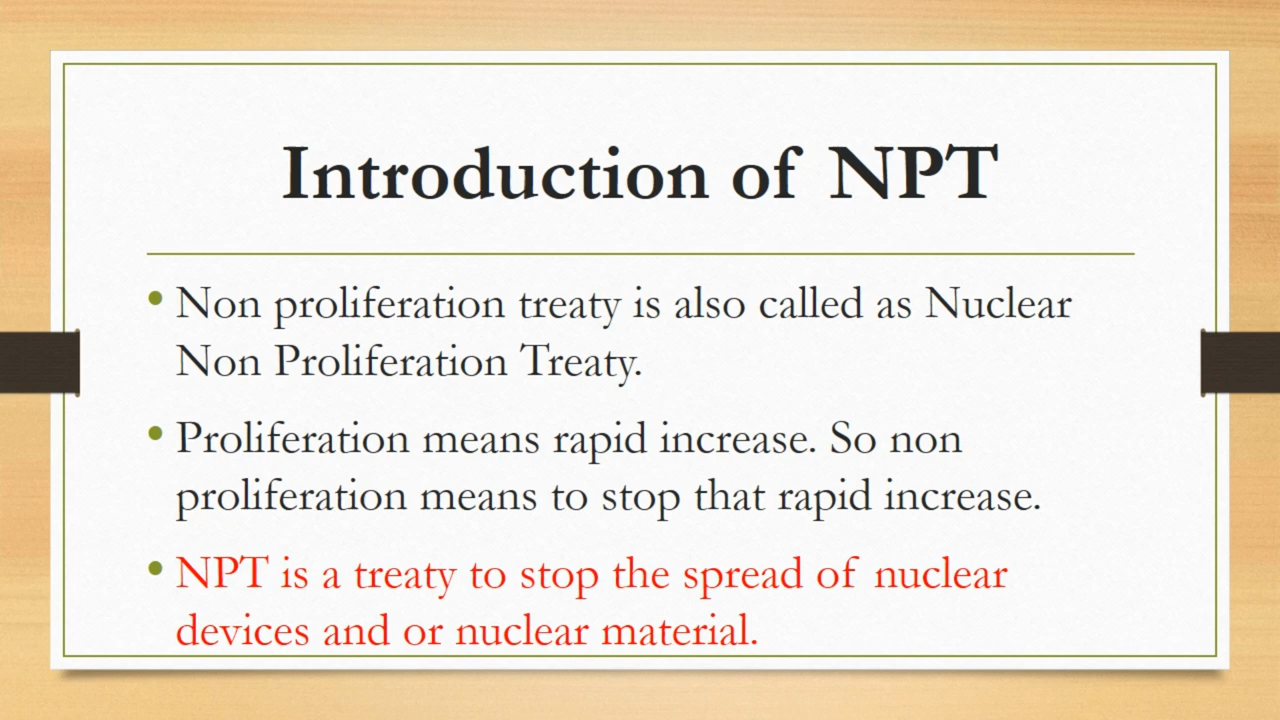 Introduction of NPT
• Non proliferation treaty is also called as Nuclear
Non Proliferation Treaty.
• Proliferation means rapid increase. So non
proliferation means to stop that rapid increase.
• NPT is a treaty to stop the spread of nuclear
devices and or nuclear material.